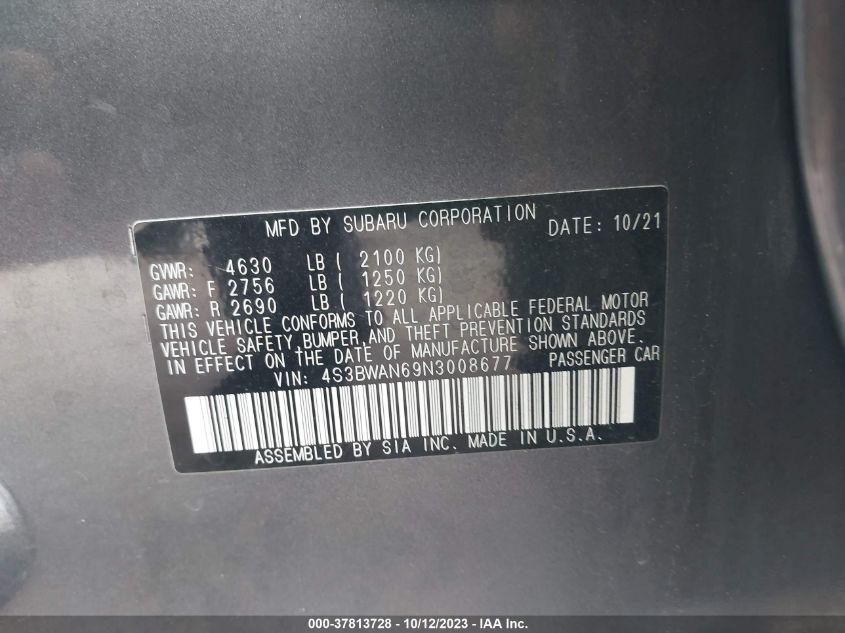 MFD BY SUBARU CORPORATION DATE: 10/21
GVWR: 4630 LB ( 2100 KG)
GAWR: F 2756 LB ( 1250 KG)
GAWR: R 2690 LB ( 1220 KG)
THIS VEHICLE CONFORMS TO ALL APPLICABLE FEDERAL MOTOR
VEHICLE SAFETY, BUMPER, AND THEFT PREVENTION STANDARDS
IN EFFECT ON THE DATE OF MANUFACTURE SHOWN ABOVE.
VIN: 4S3BWAN69N3008677 PASSENGER CAR
ASSEMBLED BY SIA INC. MADE IN U.S.A.
000-37813728 - 10/12/2023 - © IAA Inc.